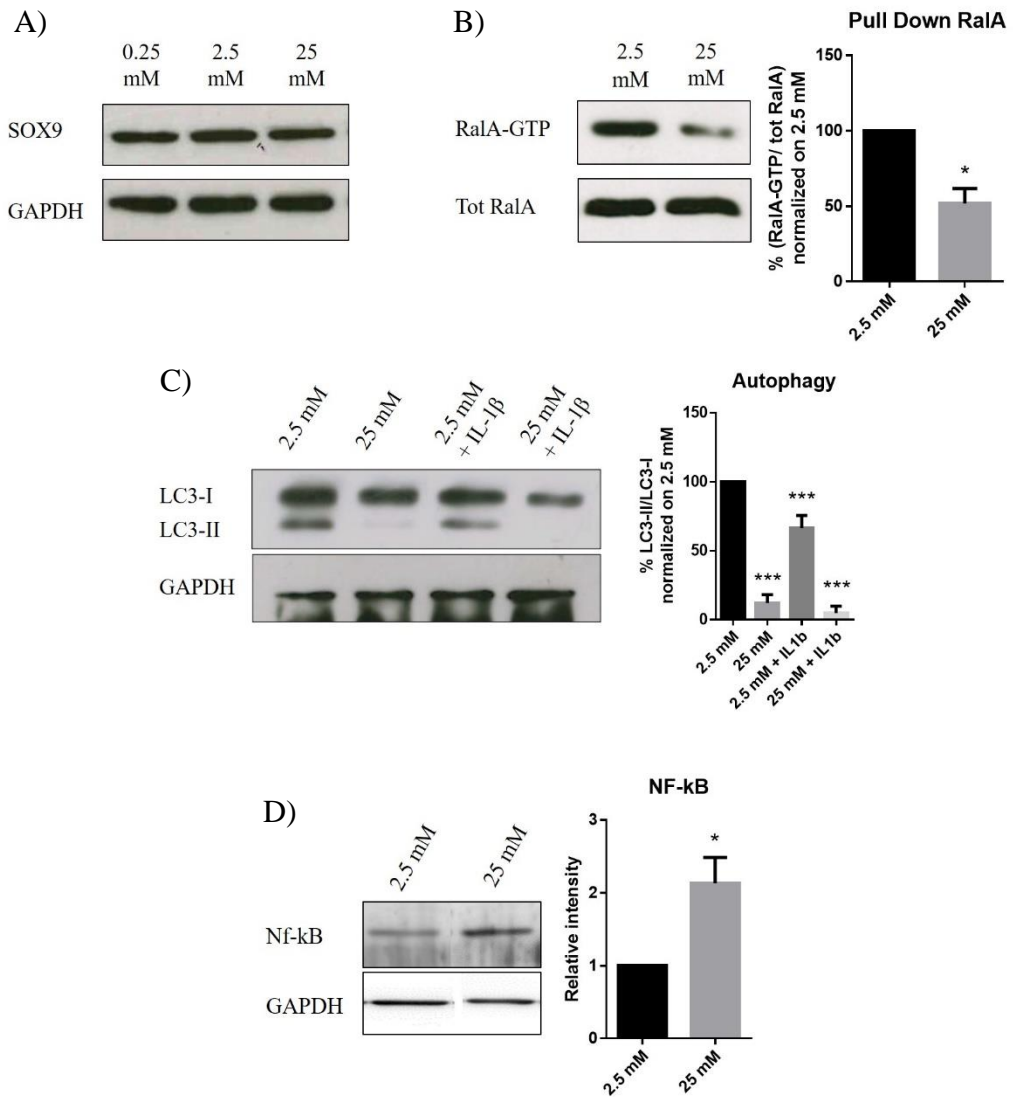 A)
0.25 mM
2.5 mM
25 mM
SOX9
GAPDH
B)
2.5 mM
25 mM
RalA-GTP
Tot RalA
Pull Down RalA
% (RalA-GTP/ tot RalA)
normalized on 2.5 mM
150
100
50
0
*
2.5 mM
25 mM
C)
2.5 mM
25 mM
2.5 mM
+ IL-1β
25 mM
+ IL-1β
LC3-I
LC3-II
GAPDH
Autophagy
% LC3-II/LC3-I
normalized on 2.5 mM
150
100
50
0
***
***
***
2.5 mM
25 mM
2.5 mM + IL1b
25 mM + IL1b
D)
2.5 mM
25 mM
Nf-kB
GAPDH
NF-kB
Relative intensity
3
2
1
0
*
2.5 mM
25 mM